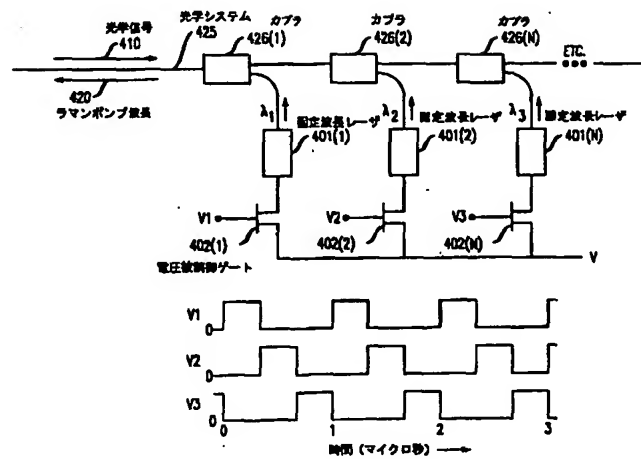 光学信号
410
420
ラマンポンプ波長
光学システム
425
カプラ
426(1)
カプラ
426(2)
カプラ
426(N)
ETC.
λ1
固定波長レーザ
401(1)
λ2
固定波長レーザ
401(2)
λ3
固定波長レーザ
401(N)
V1
V2
V3
402(1)
402(2)
402(N)
V
電圧被制御ゲート
V1
0
V2
0
V3
0
0
1
2
3
時間(マイクロ秒)